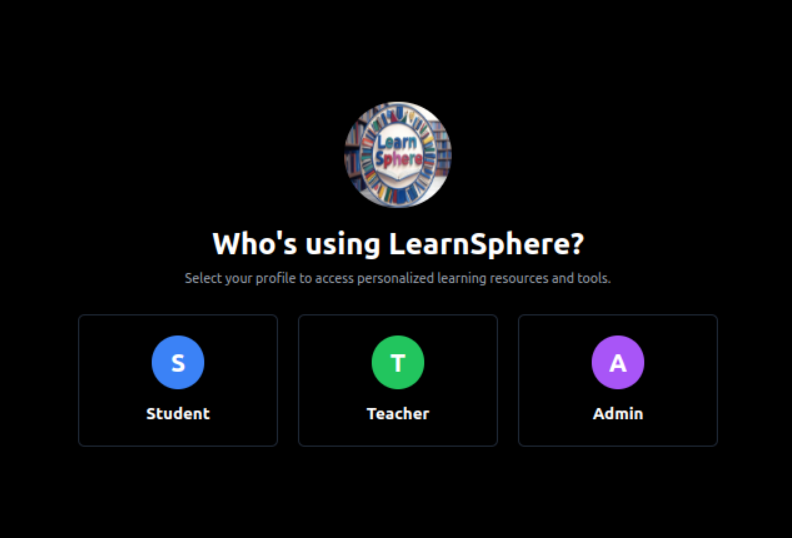 Learn
Sphere
Who's using LearnSphere?
Select your profile to access personalized learning resources and tools.
S
T
A
Student
Teacher
Admin